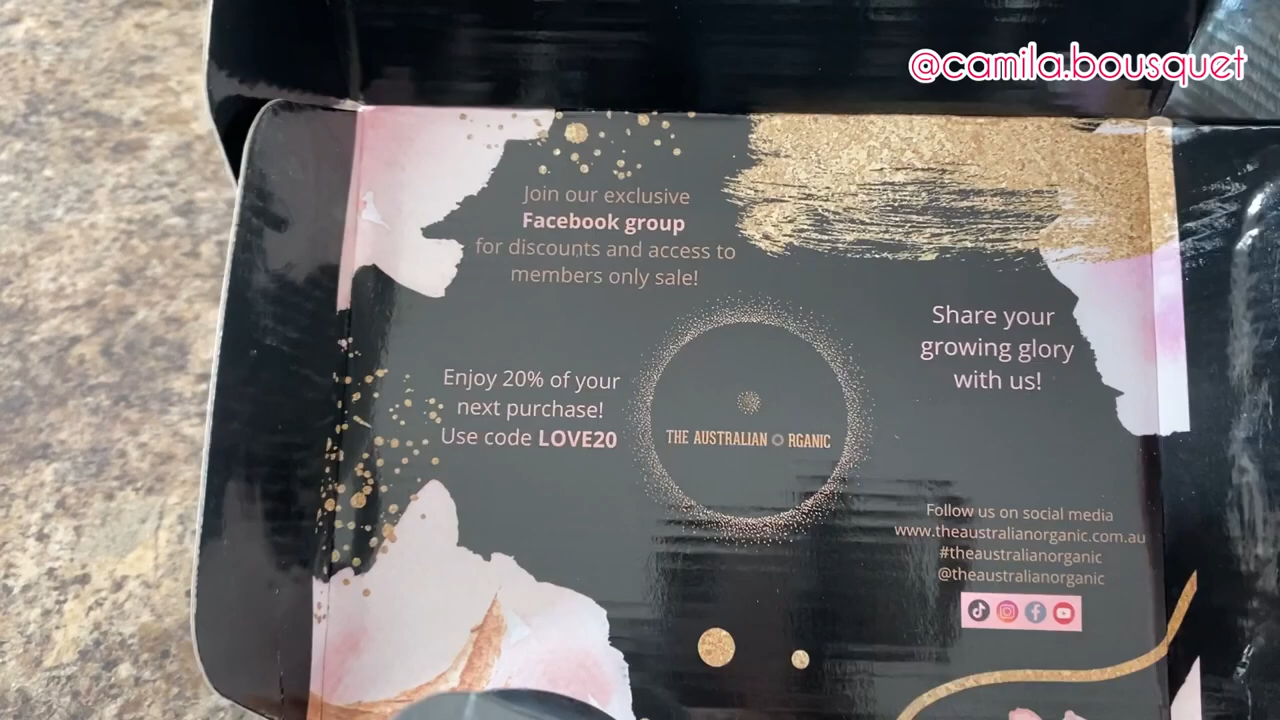 @camila.bousquet
Join our exclusive
Facebook group
for discounts and access to
members only sale!
Share your
growing glory
with us!
Enjoy 20% of your
next purchase!
Use code LOVE20
THE AUSTRALIAN ORGANIC
Follow us on social media
www.theaustralianorganic.com.au
#theaustralianorganic
@theaustralianorganic